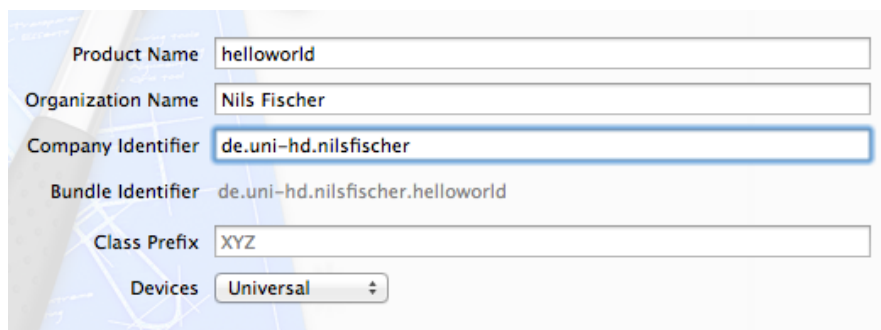 Product Name helloworld
Organization Name Nils Fischer
Company Identifier de.uni-hd.nilsfischer
Bundle Identifier de.uni-hd.nilsfischer.helloworld
Class Prefix XYZ
Devices Universal